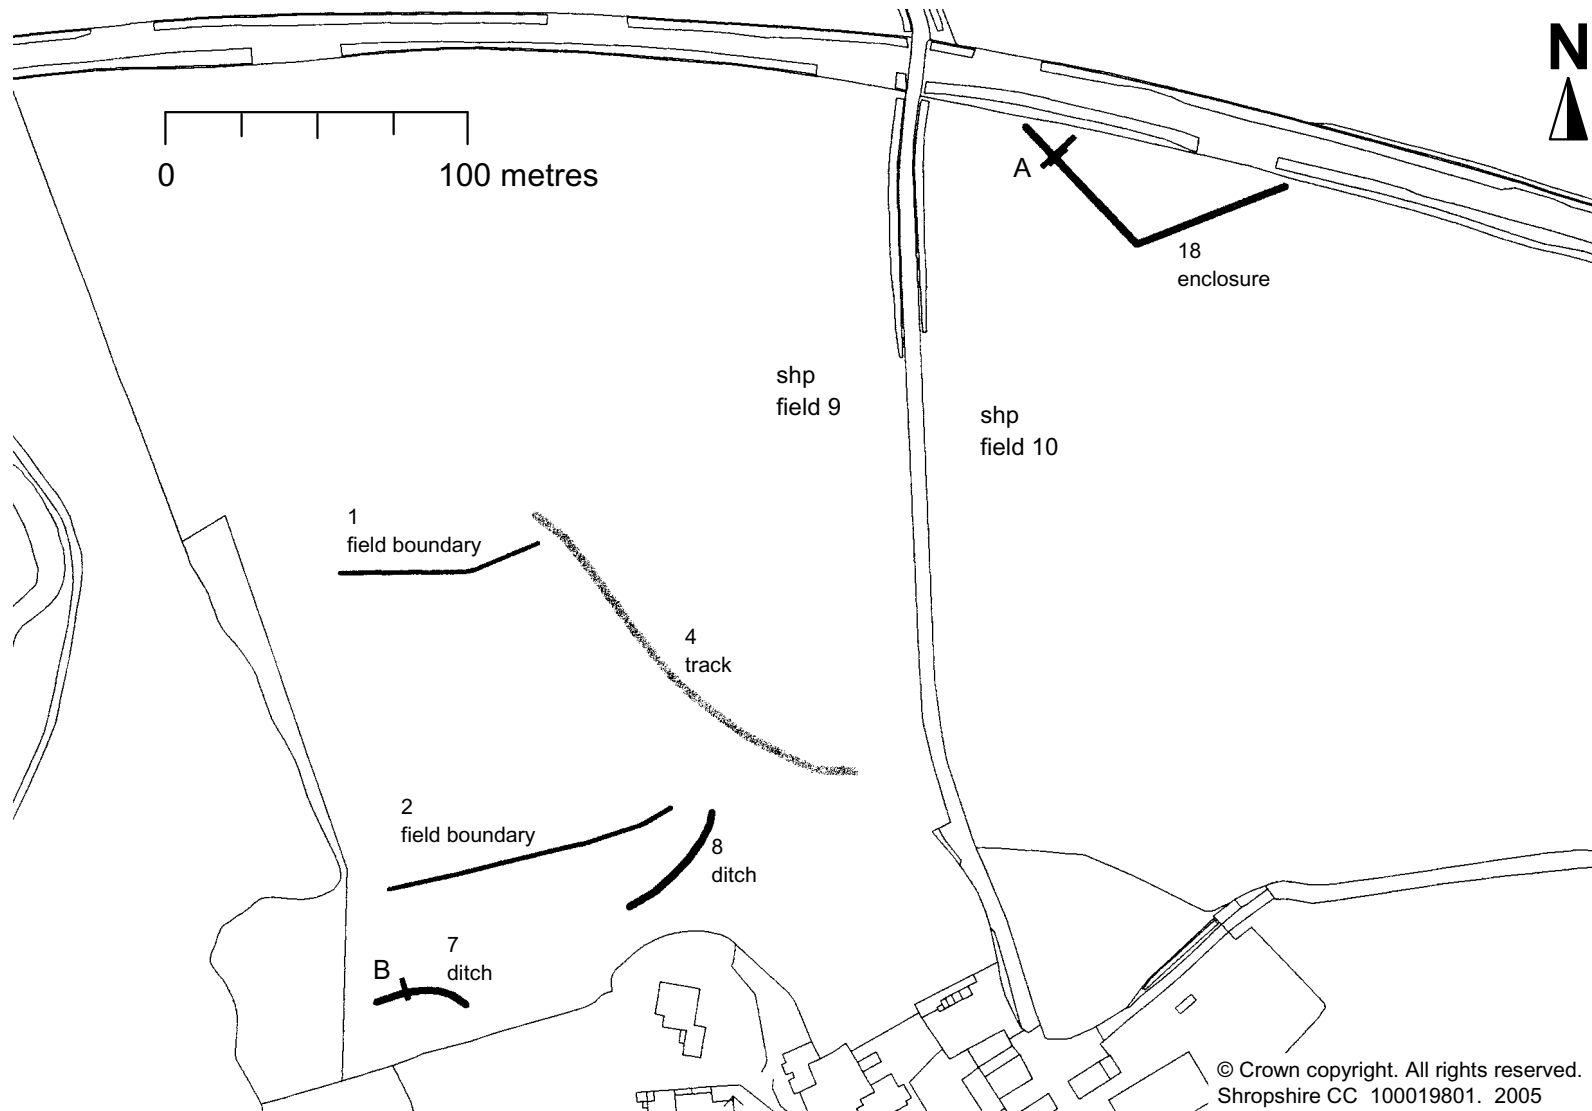 N
0 100 metres
A
18
enclosure
shp
field 9
shp
field 10
1
field boundary
4
track
2
field boundary
8
ditch
7
ditch
B
© Crown copyright. All rights reserved.
Shropshire CC 100019801. 2005